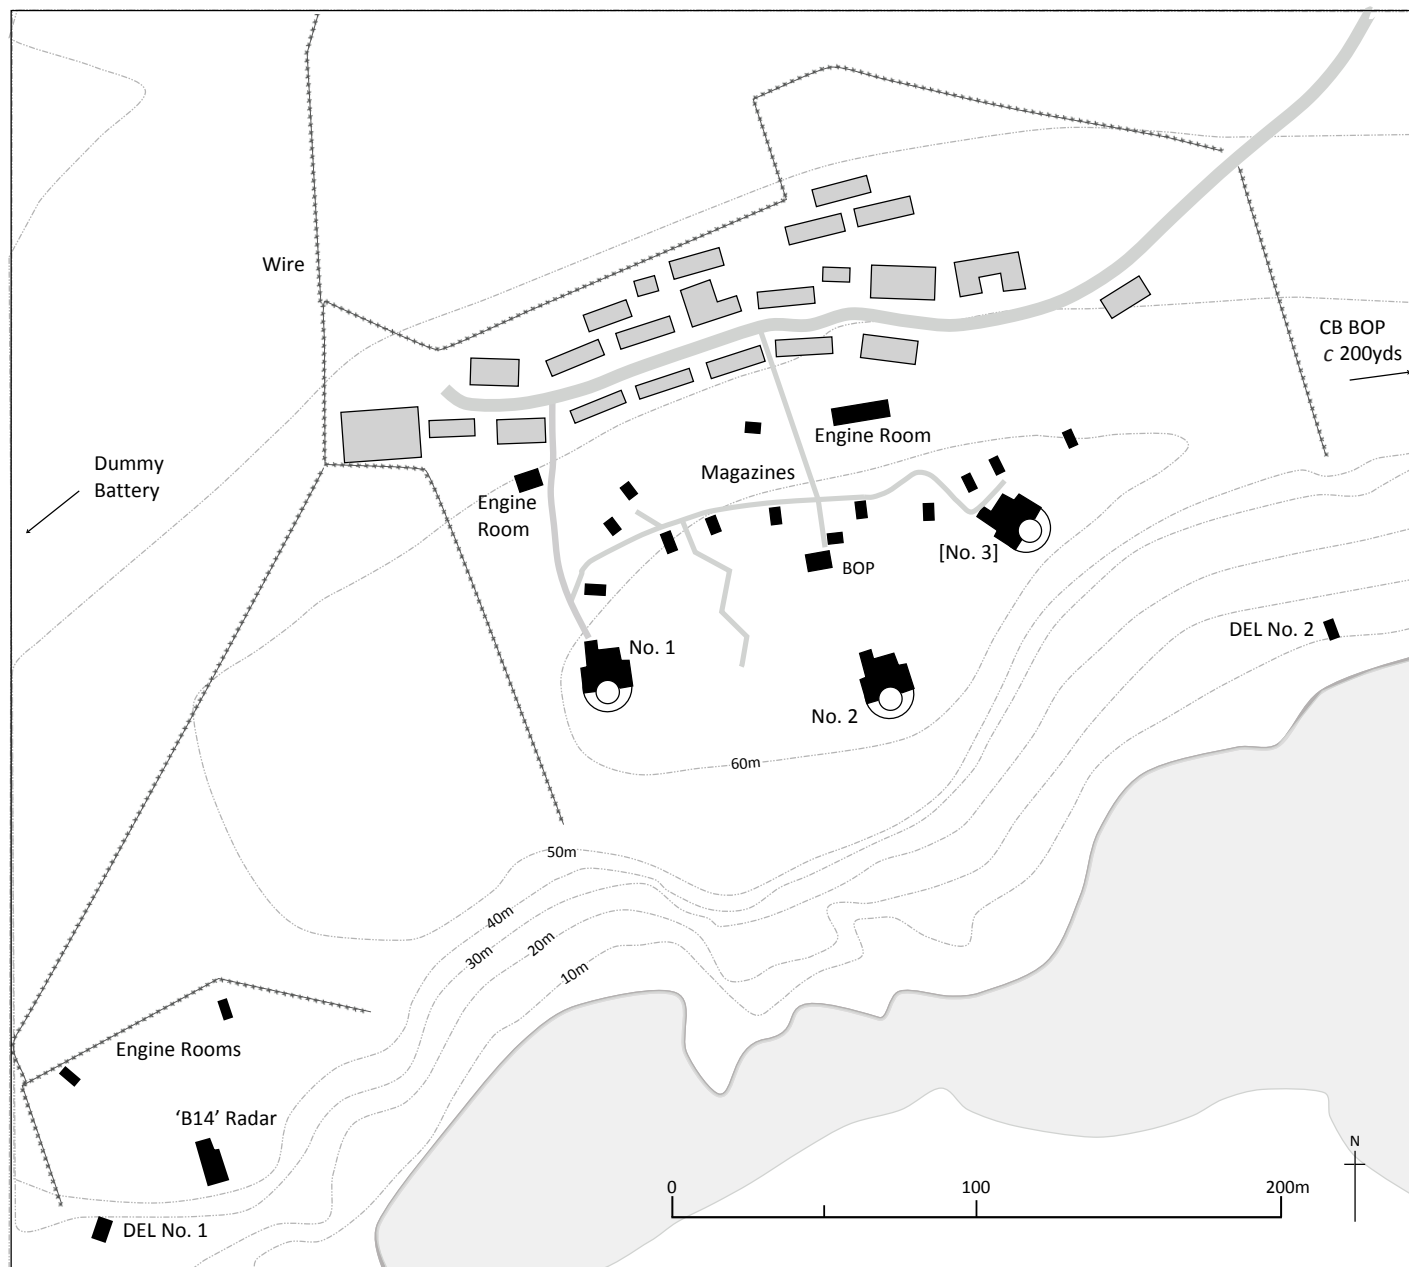 Wire
CB BOP
c 200yds
Dummy
Battery
Engine Room
Magazines
Engine
Room
[No. 3]
BOP
DEL No. 2
No. 1
No. 2
60m
50m
40m
30m
20m
10m
Engine Rooms
‘B14’ Radar
DEL No. 1
N
0
100
200m